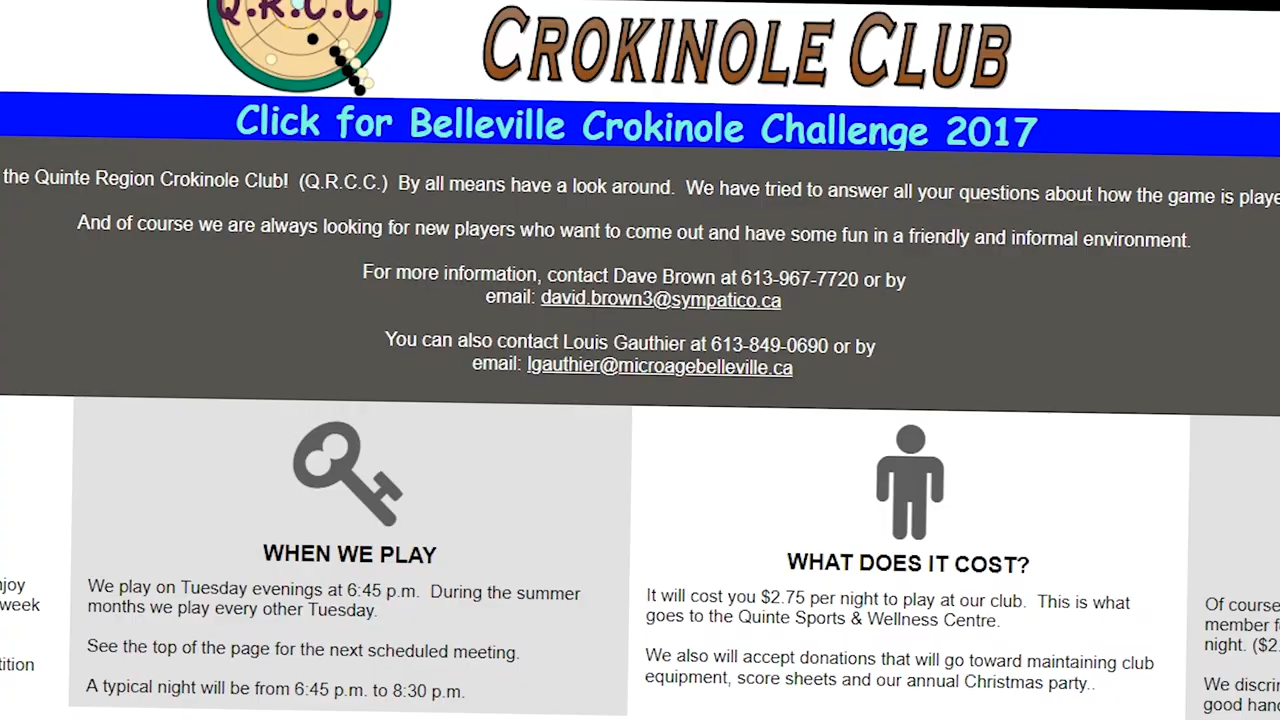 Q.R.C.C.
CROKINOLE CLUB
Click for Belleville Crokinole Challenge 2017
the Quinte Region Crokinole Club! (Q.R.C.C.) By all means have a look around. We have tried to answer all your questions about how the game is playe
And of course we are always looking for new players who want to come out and have some fun in a friendly and informal environment.
For more information, contact Dave Brown at 613-967-7720 or by
email: david.brown3@sympatico.ca
You can also contact Louis Gauthier at 613-849-0690 or by
email: lgauthier@microagebelleville.ca
njoy
week
tition
WHEN WE PLAY
We play on Tuesday evenings at 6:45 p.m. During the summer
months we play every other Tuesday.
See the top of the page for the next scheduled meeting.
A typical night will be from 6:45 p.m. to 8:30 p.m.
WHAT DOES IT COST?
It will cost you $2.75 per night to play at our club. This is what
goes to the Quinte Sports & Wellness Centre.
We also will accept donations that will go toward maintaining club
equipment, score sheets and our annual Christmas party..
Of course
member f
night. ($2.
We discri
good hand